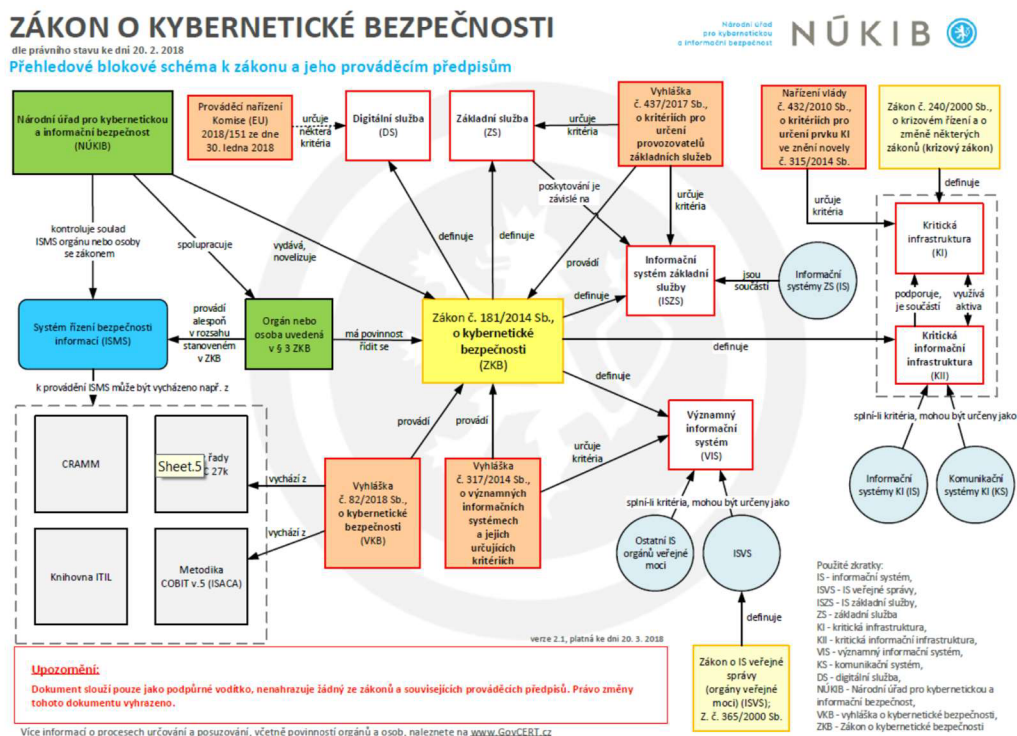 ZÁKON O KYBERNETICKÉ BEZPEČNOSTI
dle právního stavu ke dni 20. 2. 2018
Přehledové blokové schéma k zákonu a jeho prováděcím předpisům
Národní úřad
pro kybernetickou
a informační bezpečnost
NÚKIB
Národní úřad pro kybernetickou
a informační bezpečnost
(NÚKIB)
Prováděcí nařízení
Komise (EU)
2018/151 ze dne
30. ledna 2018
určuje
některá
kritéria
Digitální služba
(DS)
Základní služba
(ZS)
určuje
kritéria
Vyhláška
č. 437/2017 Sb.,
o kritériích pro
určení
provozovatelů
základních služeb
Nařízení vlády
č. 432/2010 Sb.,
o kritériích pro
určení prvku KI
ve znění novely
č. 315/2014 Sb.
Zákon č. 240/2000 Sb.,
o krizovém řízení a o
změně některých
zákonů (krizový zákon)
kontroluje soulad
ISMS orgánu nebo osoby
se zákonem
spolupracuje
vydává,
novelizuje
definuje
definuje
poskytování je
závislé na
provádí
určuje
kritéria
určuje
kritéria
definuje
Kritická
infrastruktura
(KI)
Informační
systém základní
služby
(ISZS)
jsou
součástí
Informační
systémy ZS (IS)
podporuje,
je součástí
využívá
aktiva
Systém řízení bezpečnosti
informací (ISMS)
provádí
alespoň
v rozsahu
stanoveném
v ZKB
Orgán nebo
osoba uvedená
v § 3 ZKB
má povinnost
řídit se
Zákon č. 181/2014 Sb.,
o kybernetické
bezpečnosti
(ZKB)
definuje
definuje
Kritická
informační
infrastruktura
(KII)
k provádění ISMS může být vycházeno např. z
definuje
splní-li kritéria, mohou být určeny jako
CRAMM
řady
C 27k
Sheet.5
vychází z
vychází z
Knihovna ITIL
Metodika
COBIT v.5 (ISACA)
provádí
provádí
Vyhláška
č. 82/2018 Sb.,
o kybernetické
bezpečnosti
(VKB)
Vyhláška
č. 317/2014 Sb.,
o významných
informačních
systémech
a jejich
určujících
kritériích
určuje
kritéria
Významný
informační
systém
(VIS)
splní-li kritéria, mohou být určeny jako
Ostatní IS
orgánů veřejné
moci
ISVS
Informační
systémy KI (IS)
Komunikační
systémy KI (KS)
definuje
Zákon o IS veřejné
správy
(orgány veřejné
moci) (ISVS);
Z. č. 365/2000 Sb.
verze 2.1, platná ke dni 20. 3. 2018
Upozornění:
Dokument slouží pouze jako podpůrné vodítko, nenahrazuje žádný ze zákonů a souvisejících prováděcích předpisů. Právo změny
tohoto dokumentu vyhrazeno.
Více informací o procesech určování a posuzování, včetně povinností orgánů a osob, naleznete na www.GovCERT.cz
Použité zkratky:
IS - informační systém,
ISVS - IS veřejné správy,
ISZS - IS základní služby,
ZS - základní služba
KI - kritická infrastruktura,
KII - kritická informační infrastruktura,
VIS - významný informační systém,
KS - komunikační systém,
DS - digitální služba,
NÚKIB - Národní úřad pro kybernetickou a
informační bezpečnost,
VKB - vyhláška o kybernetické bezpečnosti,
ZKB - Zákon o kybernetické bezpečnosti